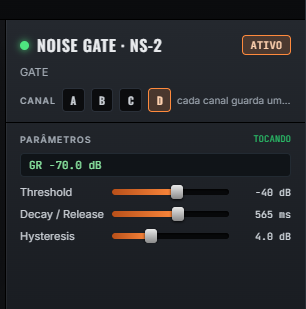 NOISE GATE · NS-2
ATIVO
GATE
CANAL A B C D cada canal guarda um...
PARÂMETROS TOCANDO
GR -70.0 dB
Threshold -40 dB
Decay / Release 565 ms
Hysteresis 4.0 dB